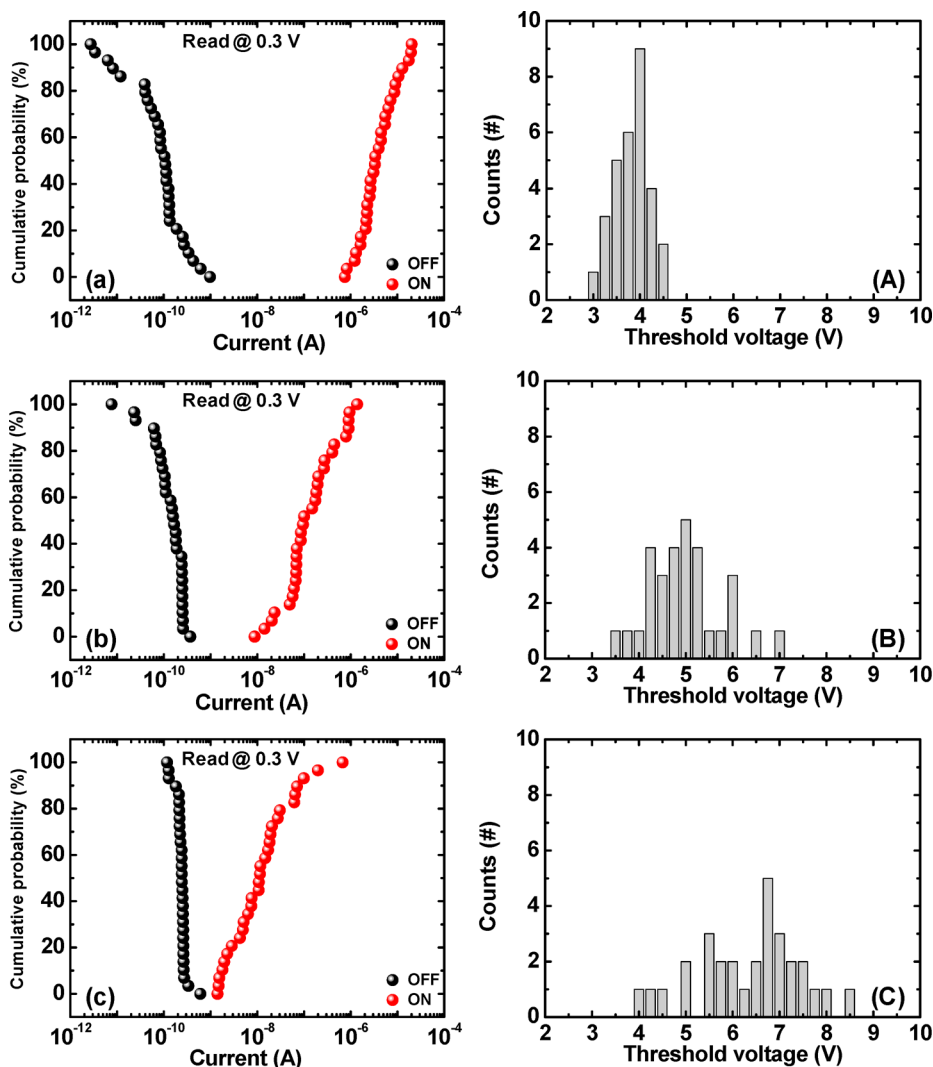 Read @ 0.3 V
Cumulative probability (%)
100
80
60
40
20
0
(a)
OFF
ON
10^-12 10^-10 10^-8 10^-6 10^-4
Current (A)
Counts (#)
10
8
6
4
2
0
(A)
2 3 4 5 6 7 8 9 10
Threshold voltage (V)
Read @ 0.3 V
Cumulative probability (%)
100
80
60
40
20
0
(b)
OFF
ON
10^-12 10^-10 10^-8 10^-6 10^-4
Current (A)
Counts (#)
10
8
6
4
2
0
(B)
2 3 4 5 6 7 8 9 10
Threshold voltage (V)
Read @ 0.3 V
Cumulative probability (%)
100
80
60
40
20
0
(c)
OFF
ON
10^-12 10^-10 10^-8 10^-6 10^-4
Current (A)
Counts (#)
10
8
6
4
2
0
(C)
2 3 4 5 6 7 8 9 10
Threshold voltage (V)